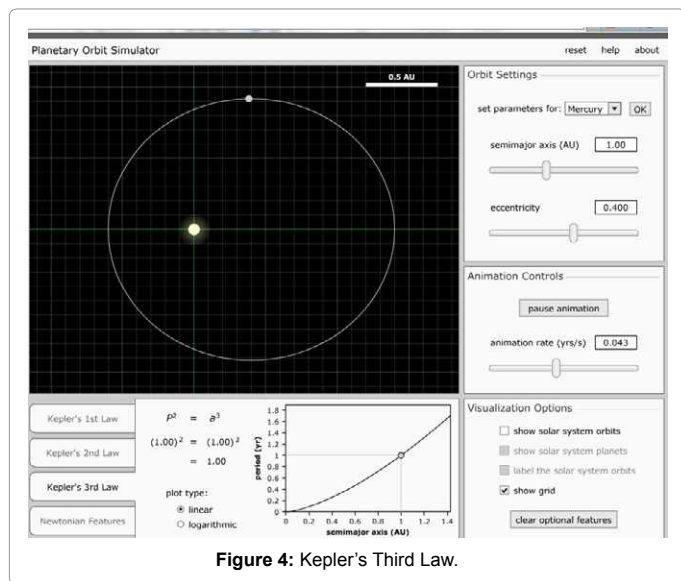 Planetary Orbit Simulator
reset help about
0.5 AU
Orbit Settings
set parameters for: Mercury OK
semimajor axis (AU) 1.00
eccentricity 0.400
Animation Controls
pause animation
animation rate (yrs/s) 0.043
Kepler's 1st Law
Kepler's 2nd Law
Kepler's 3rd Law
Newtonian Features
P² = a³
(1.00)² = (1.00)³
= 1.00
plot type:
linear
logarithmic
period (yr)
1.8
1.6
1.4
1.2
1
0.8
0.6
0.4
0.2
0
0 0.2 0.4 0.6 0.8 1 1.2 1.4
semimajor axis (AU)
Visualization Options
show solar system orbits
show solar system planets
label the solar system orbits
show grid
clear optional features
Figure 4: Kepler's Third Law.